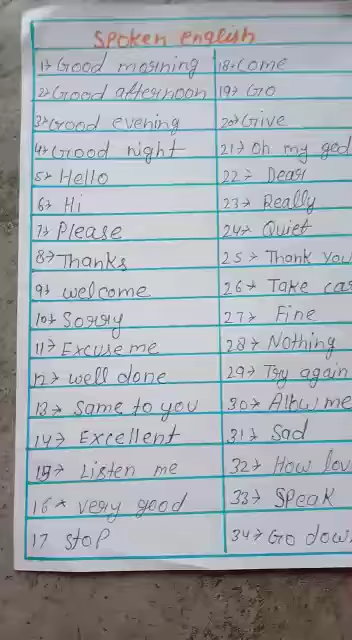 Spoken english
1→ Good morning
2→ Good afternoon
3→ Good evening
4→ Good night
5→ Hello
6→ Hi
7→ Please
8→ Thanks
9→ welcome
10→ Sorry
11→ Excuse me
12→ well done
13→ Same to you
14→ Excellent
15→ Listen me
16→ very good
17 stop
18→ Come
19→ Go
20→ Give
21→ Oh my god
22→ Dear
23→ Really
24→ Quiet
25→ Thank you
26→ Take
27→ Fine
28→ Nothing
29→ Try again
30→ Allow me
31→ Sad
32→ How
33→ Speak
34→ Go down